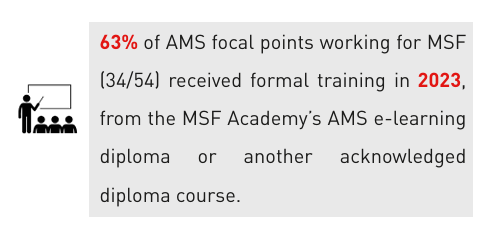 63% of AMS focal points working for MSF
(34/54) received formal training in 2023,
from the MSF Academy’s AMS e-learning
diploma or another acknowledged
diploma course.